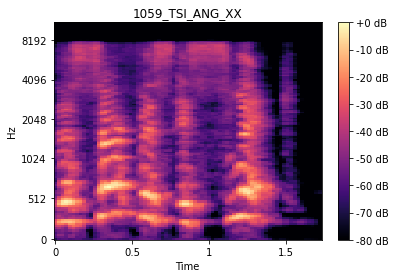 1059_TSI_ANG_XX
8192
4096
2048
1024
512
0
Hz
0
0.5
1
1.5
Time
+0 dB
-10 dB
-20 dB
-30 dB
-40 dB
-50 dB
-60 dB
-70 dB
-80 dB